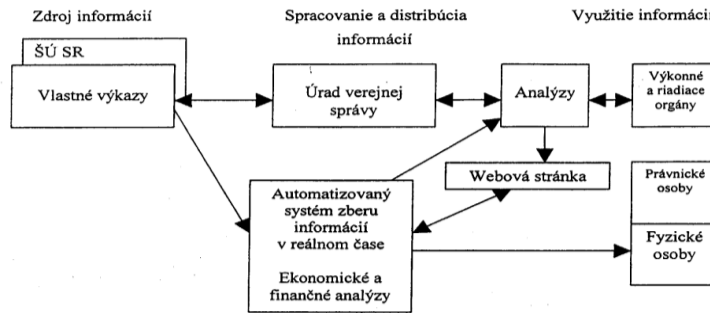 Zdroj informácií
Spracovanie a distribúcia
informácií
Využitie informácií
ŠÚ SR
Vlastné výkazy
Úrad verejnej
správy
Analýzy
Výkonné
a riadiace
orgány
Webová stránka
Právnické
osoby
Fyzické
osoby
Automatizovaný
systém zberu
informácií
v reálnom čase
Ekonomické a
finančné analýzy